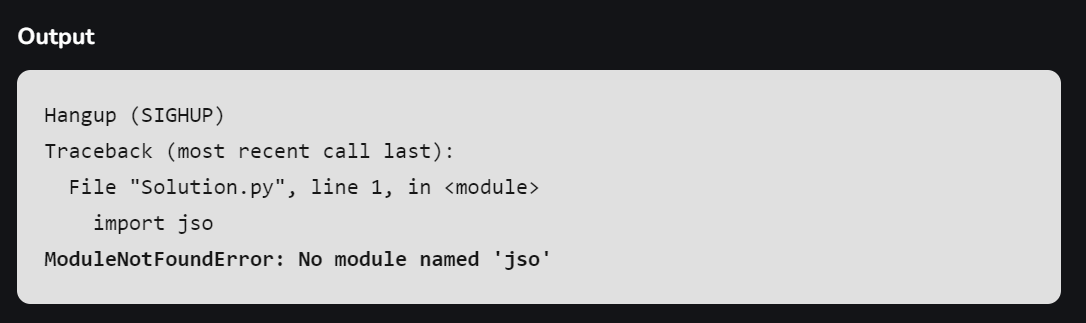 Output
Hangup (SIGHUP)
Traceback (most recent call last):
  File "Solution.py", line 1, in <module>
    import jso
ModuleNotFoundError: No module named 'jso'